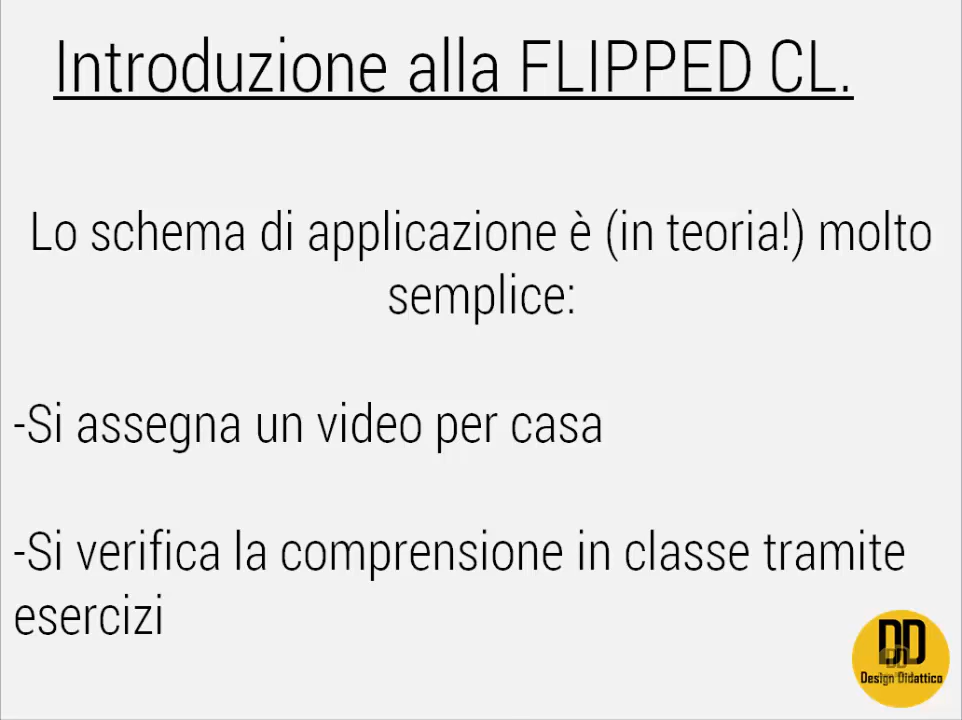 Introduzione alla FLIPPED CL.
Lo schema di applicazione è (in teoria!) molto
semplice:
-Si assegna un video per casa
-Si verifica la comprensione in classe tramite
esercizi
DD
Design Didattico